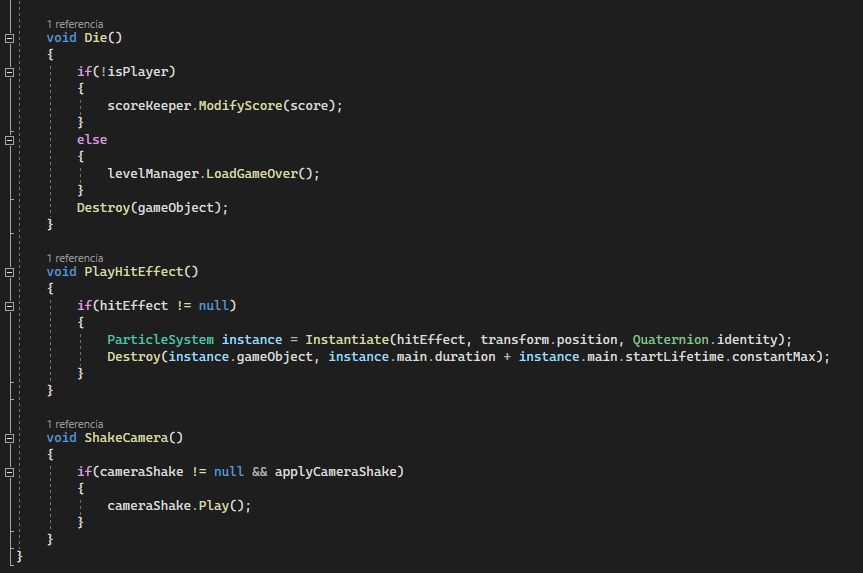 1 referencia
void Die()
{
if(!isPlayer)
{
scoreKeeper.ModifyScore(score);
}
else
{
levelManager.LoadGameOver();
}
Destroy(gameObject);
}
1 referencia
void PlayHitEffect()
{
if(hitEffect != null)
{
ParticleSystem instance = Instantiate(hitEffect, transform.position, Quaternion.identity);
Destroy(instance.gameObject, instance.main.duration + instance.main.startLifetime.constantMax);
}
}
1 referencia
void ShakeCamera()
{
if(cameraShake != null && applyCameraShake)
{
cameraShake.Play();
}
}
}